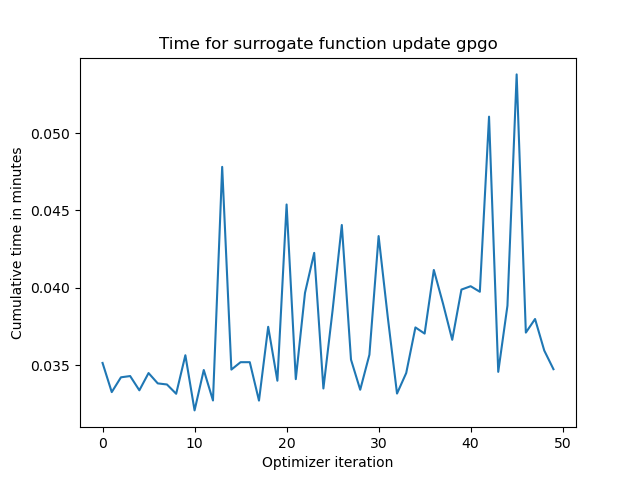 Time for surrogate function update gpgo
Cumulative time in minutes
0.050
0.045
0.040
0.035
0 10 20 30 40 50
Optimizer iteration